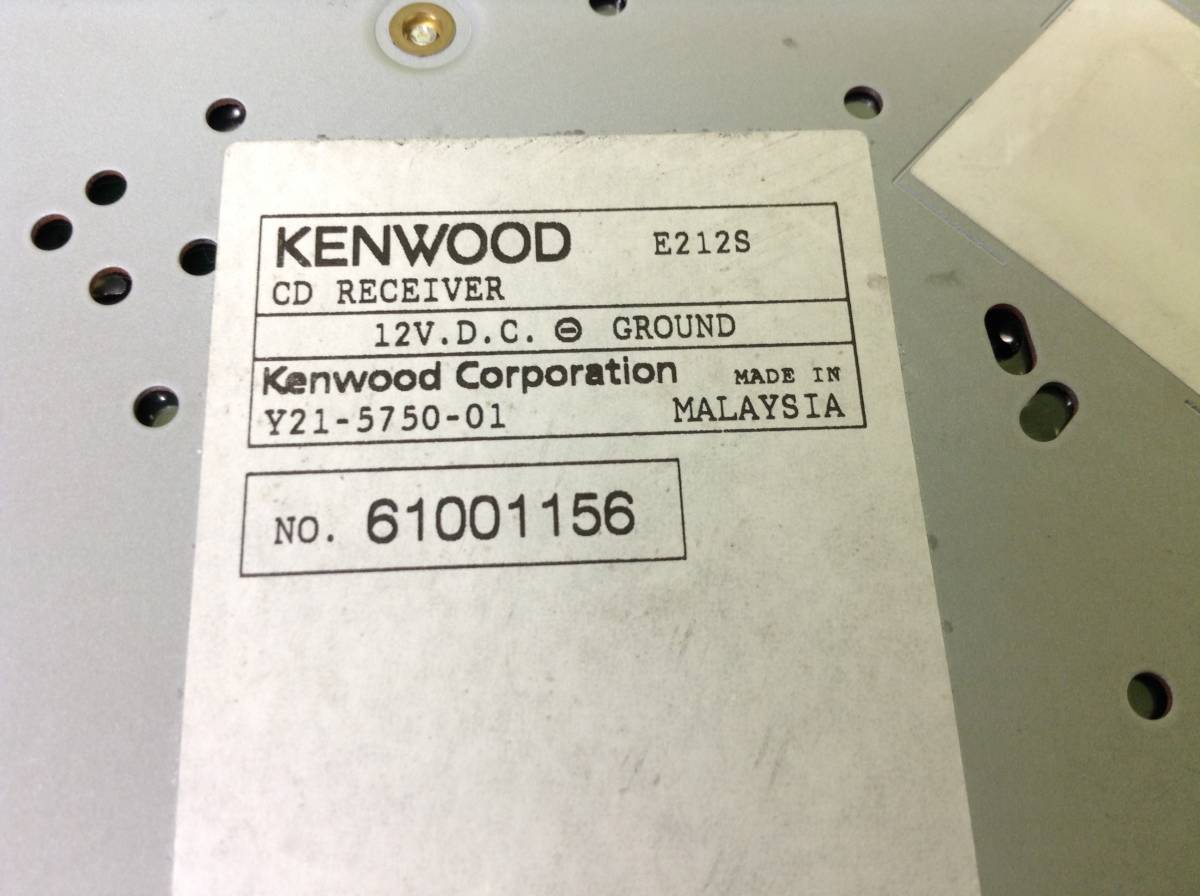 KENWOOD E212S
CD RECEIVER
12V.D.C. ⊖ GROUND
Kenwood Corporation MADE IN
Y21-5750-01 MALAYSIA
NO. 61001156